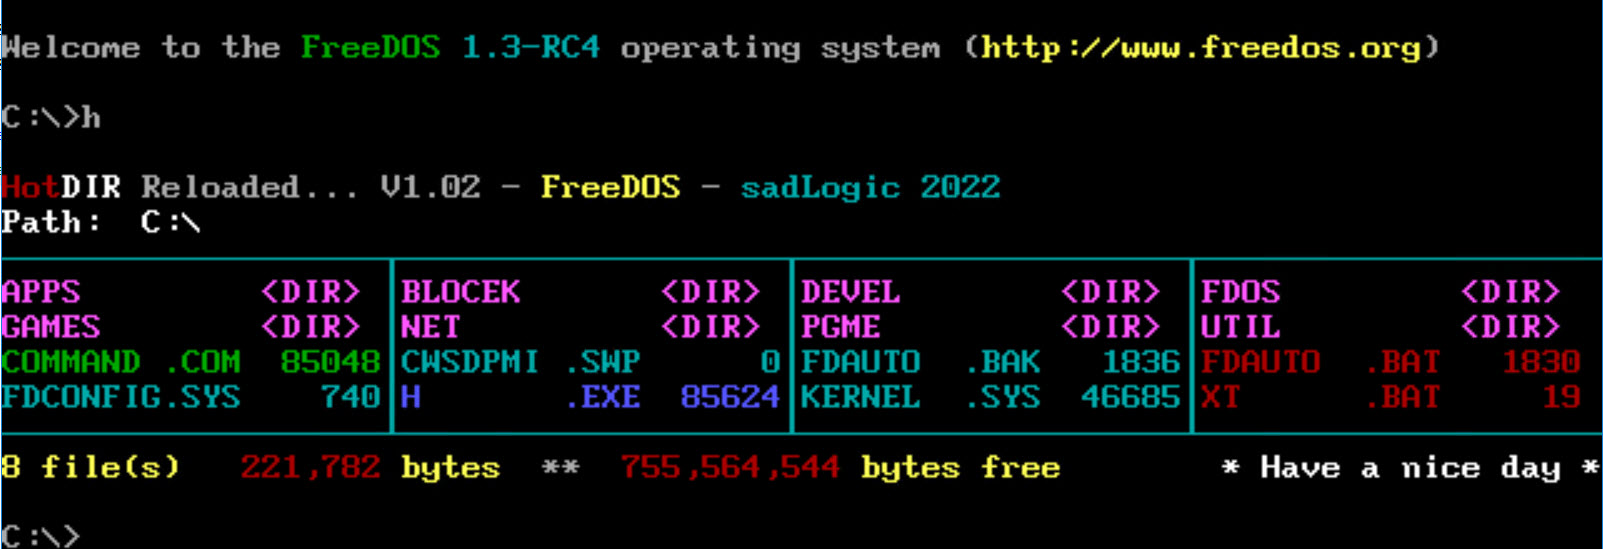 Welcome to the FreeDOS 1.3-RC4 operating system (http://www.freedos.org)
C:\>h
HotDIR Reloaded... V1.02 - FreeDOS - sadLogic 2022
Path:  C:\
APPS         <DIR> │BLOCEK       <DIR> │DEVEL        <DIR> │FDOS         <DIR>
GAMES        <DIR> │NET          <DIR> │PGME         <DIR> │UTIL         <DIR>
COMMAND .COM  85048│CWSDPMI .SWP      0│FDAUTO  .BAK   1836│FDAUTO  .BAT   1830
FDCONFIG.SYS    740│H       .EXE  85624│KERNEL  .SYS  46685│XT      .BAT     19
8 file(s)   221,782 bytes  **  755,564,544 bytes free        * Have a nice day *
C:\>